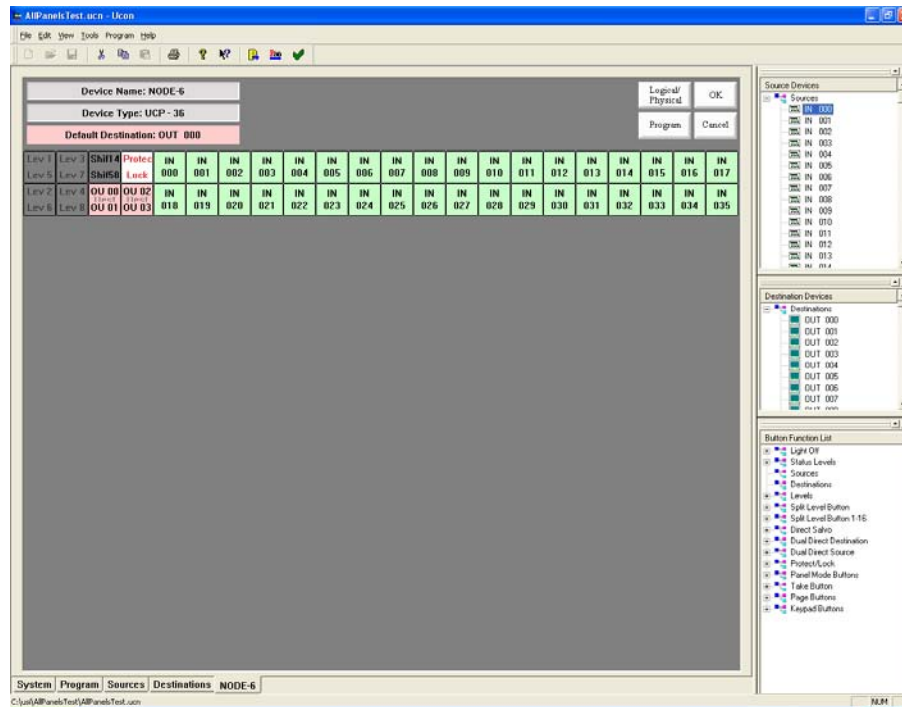 AllPanelsTest.ucn - Ucon
File Edit View Tools Program Help
Device Name: NODE-6
Device Type: UCP - 36
Default Destination: OUT 000
Logical/
Physical
OK
Program
Cancel
Lev 1 Lev 3 Shift4 Protec IN IN IN IN IN IN IN IN IN IN IN IN IN IN IN IN IN IN
Lev 5 Lev 7 Shift58 Lock 000 001 002 003 004 005 006 007 008 009 010 011 012 013 014 015 016 017
Lev 2 Lev 4 OU 00 OU 02 IN IN IN IN IN IN IN IN IN IN IN IN IN IN IN IN IN IN
Lev 6 Lev 8 OU 01 OU 03 018 019 020 021 022 023 024 025 026 027 028 029 030 031 032 033 034 035
Source Devices
Sources
IN 000
IN 001
IN 002
IN 003
IN 004
IN 005
IN 006
IN 007
IN 008
IN 009
IN 010
IN 011
IN 012
IN 013
IN 014
Destination Devices
Destinations
OUT 000
OUT 001
OUT 002
OUT 003
OUT 004
OUT 005
OUT 006
OUT 007
Button Function List
Light Off
Status Levels
Sources
Destinations
Levels
Split Level Button
Split Level Button 1-16
Direct Salvo
Dual Direct Destination
Dual Direct Source
Protect/Lock
Panel Mode Buttons
Take Button
Page Buttons
Keypad Buttons
System Program Sources Destinations NODE-6
C:\usl\AllPanelsTest\AllPanelsTest.ucn
NUM